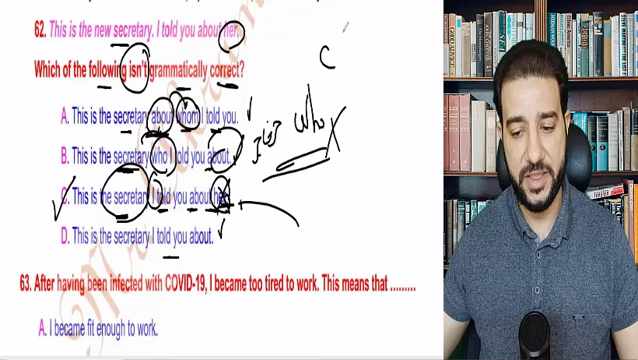 62. This is the new secretary. I told you about her.
Which of the following isn't grammatically correct?
A. This is the secretary about whom I told you.
B. This is the secretary who I told you about.
C. This is the secretary I told you about her.
D. This is the secretary I told you about.
who
C
63. After having been infected with COVID-19, I became too tired to work. This means that ………
A. I became fit enough to work.